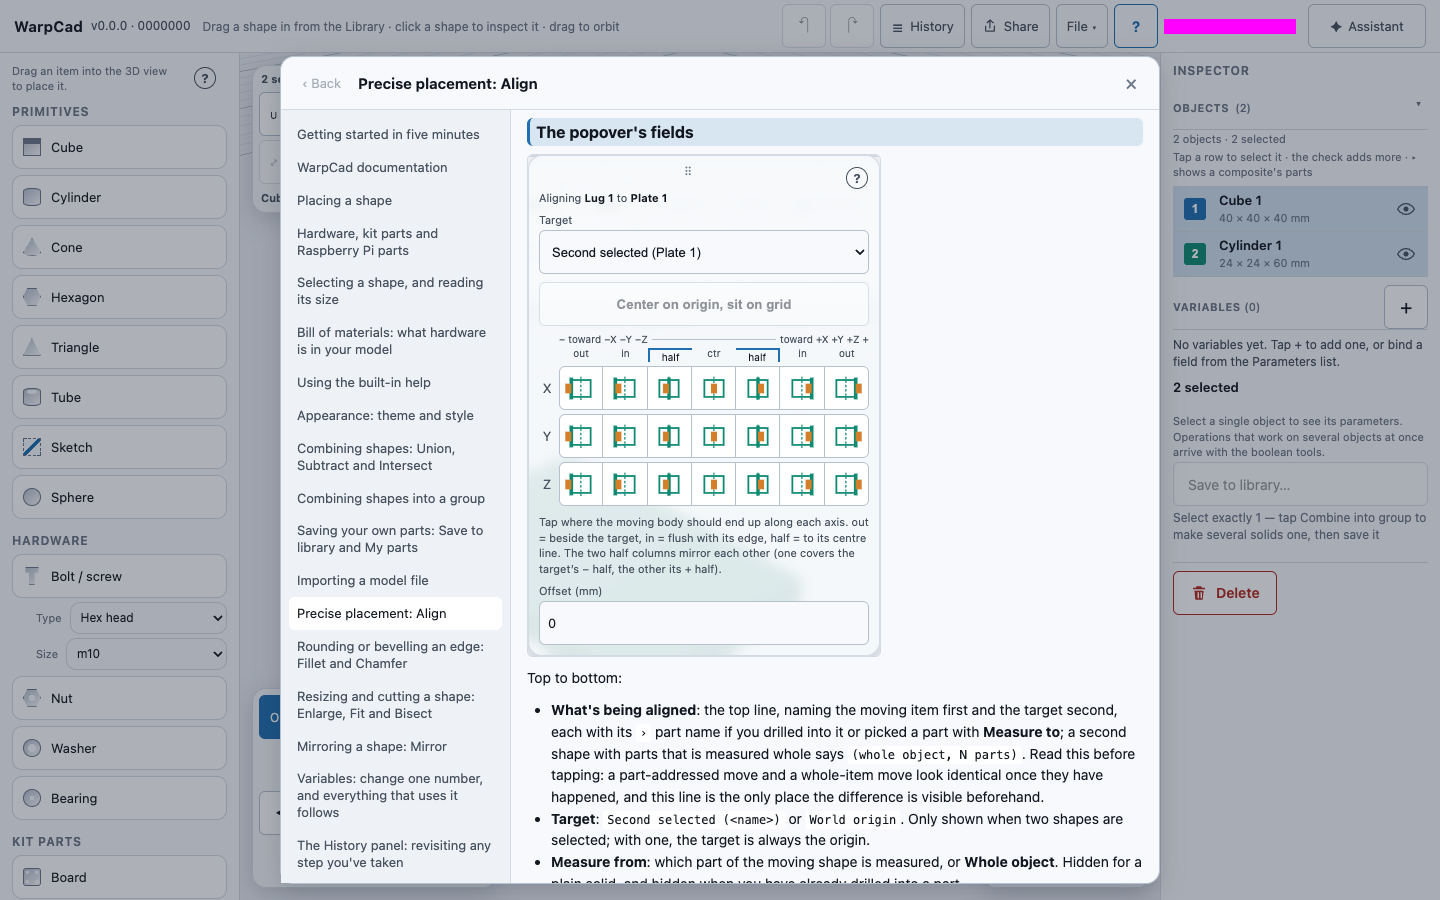 WarpCad v0.0.0 · 0000000 Drag a shape in from the Library · click a shape to inspect it · drag to orbit
History
Share
File
?
Assistant
Drag an item into the 3D view
to place it.
?
PRIMITIVES
Cube
Cylinder
Cone
Hexagon
Triangle
Tube
Sketch
Sphere
HARDWARE
Bolt / screw
Type Hex head
Size m10
Nut
Washer
Bearing
KIT PARTS
Board
2 se
U
Cub
O
‹ Back
Precise placement: Align
×
Getting started in five minutes
WarpCad documentation
Placing a shape
Hardware, kit parts and
Raspberry Pi parts
Selecting a shape, and reading
its size
Bill of materials: what hardware
is in your model
Using the built-in help
Appearance: theme and style
Combining shapes: Union,
Subtract and Intersect
Combining shapes into a group
Saving your own parts: Save to
library and My parts
Importing a model file
Precise placement: Align
Rounding or bevelling an edge:
Fillet and Chamfer
Resizing and cutting a shape:
Enlarge, Fit and Bisect
Mirroring a shape: Mirror
Variables: change one number,
and everything that uses it
follows
The History panel: revisiting any
step you've taken
The popover's fields
?
Aligning Lug 1 to Plate 1
Target
Second selected (Plate 1)
Center on origin, sit on grid
− toward −X −Y −Z toward +X +Y +Z +
out in half ctr half in out
X
Y
Z
Tap where the moving body should end up along each axis. out
= beside the target, in = flush with its edge, half = to its centre
line. The two half columns mirror each other (one covers the
target's − half, the other its + half).
Offset (mm)
0
Top to bottom:
• What's being aligned: the top line, naming the moving item first and the target second,
each with its › part name if you drilled into it or picked a part with Measure to; a second
shape with parts that is measured whole says (whole object, N parts) . Read this before
tapping: a part-addressed move and a whole-item move look identical once they have
happened, and this line is the only place the difference is visible beforehand.
• Target: Second selected (<name>) or World origin . Only shown when two shapes are
selected; with one, the target is always the origin.
• Measure from: which part of the moving shape is measured, or Whole object. Hidden for a
plain solid, and hidden when you have already drilled into a part.
INSPECTOR
OBJECTS (2)
2 objects · 2 selected
Tap a row to select it · the check adds more · ▸
shows a composite's parts
1 Cube 1
40 × 40 × 40 mm
2 Cylinder 1
24 × 24 × 60 mm
VARIABLES (0)
+
No variables yet. Tap + to add one, or bind a
field from the Parameters list.
2 selected
Select a single object to see its parameters.
Operations that work on several objects at once
arrive with the boolean tools.
Save to library...
Select exactly 1 — tap Combine into group to
make several solids one, then save it
Delete